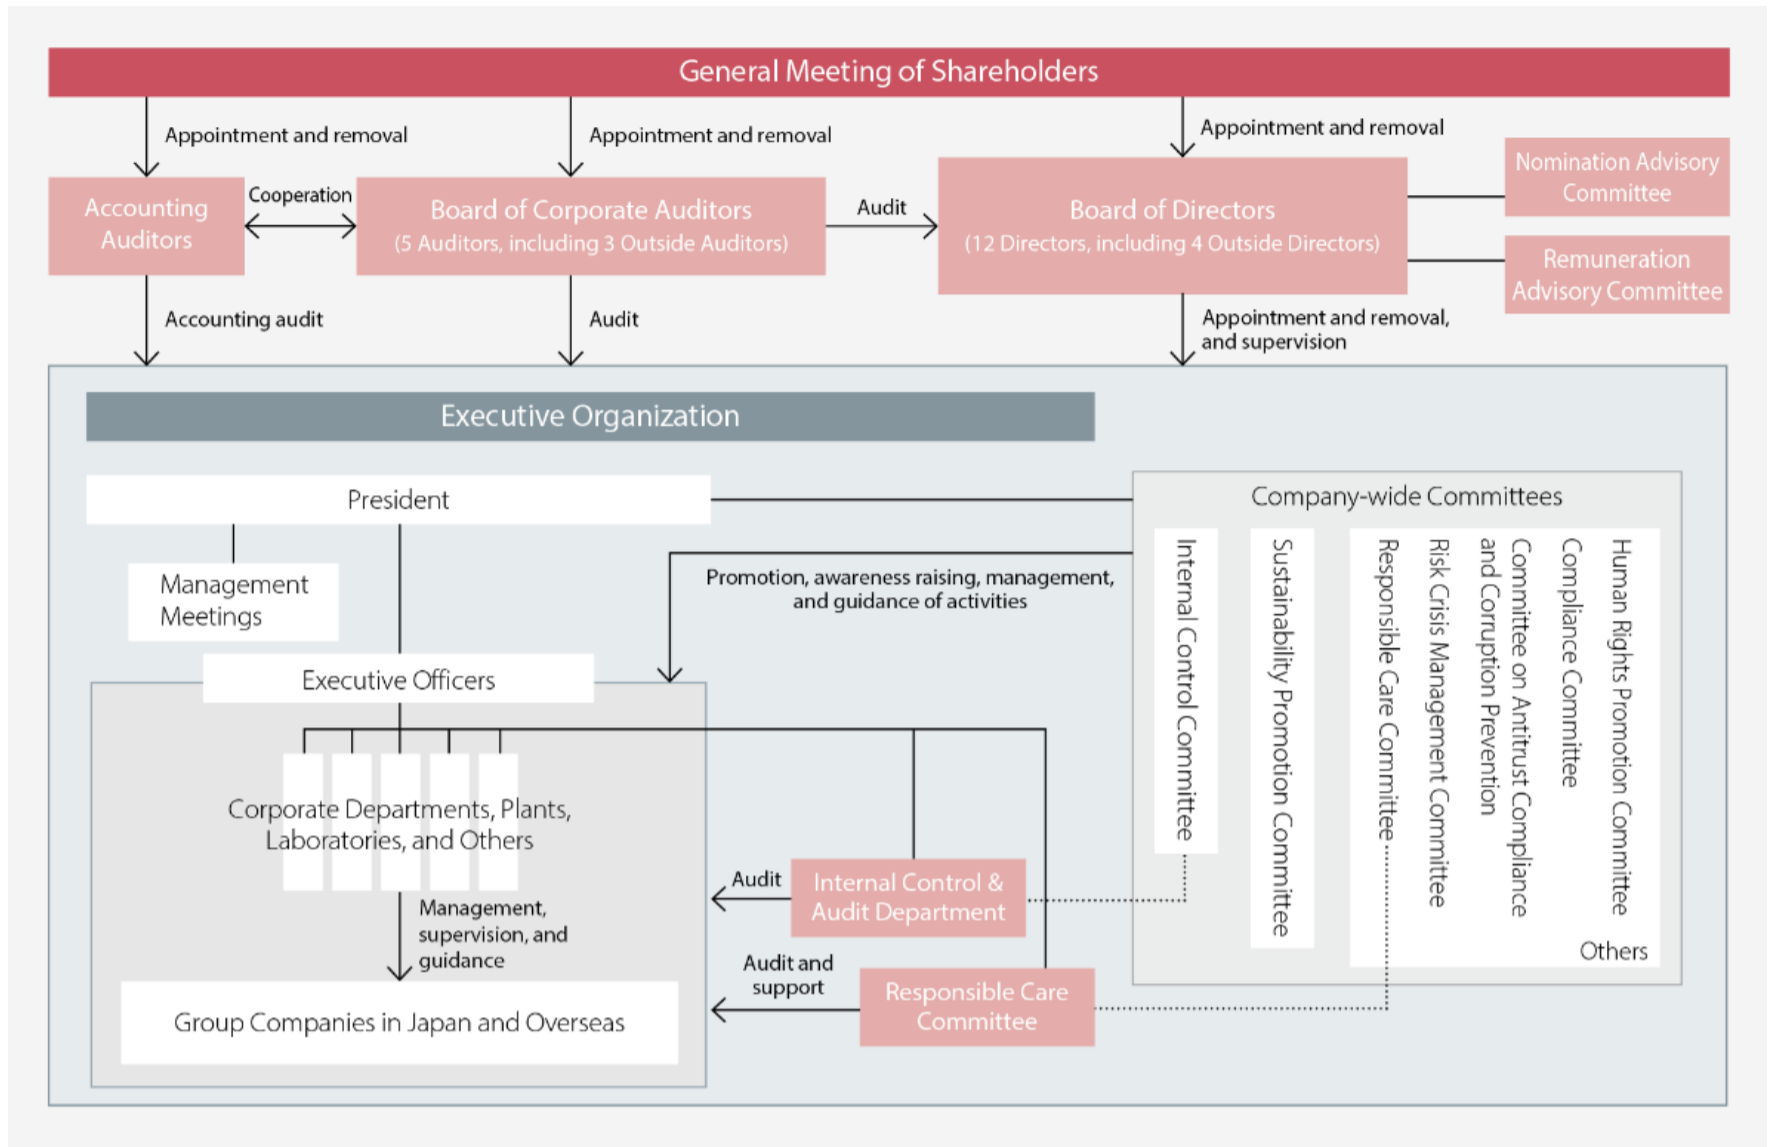 General Meeting of Shareholders
Appointment and removal
Appointment and removal
Appointment and removal
Accounting
Auditors
Cooperation
Board of Corporate Auditors
(5 Auditors, including 3 Outside Auditors)
Audit
Board of Directors
(12 Directors, including 4 Outside Directors)
Nomination Advisory
Committee
Remuneration
Advisory Committee
Accounting audit
Audit
Appointment and removal,
and supervision
Executive Organization
President
Management
Meetings
Promotion, awareness raising, management,
and guidance of activities
Executive Officers
Corporate Departments, Plants,
Laboratories, and Others
Management,
supervision, and
guidance
Group Companies in Japan and Overseas
Audit
Internal Control &
Audit Department
Audit and
support
Responsible Care
Committee
Company-wide Committees
Internal Control Committee
Sustainability Promotion Committee
Responsible Care Committee
Risk Crisis Management Committee
Committee on Antitrust Compliance
and Corruption Prevention
Compliance Committee
Human Rights Promotion Committee
Others